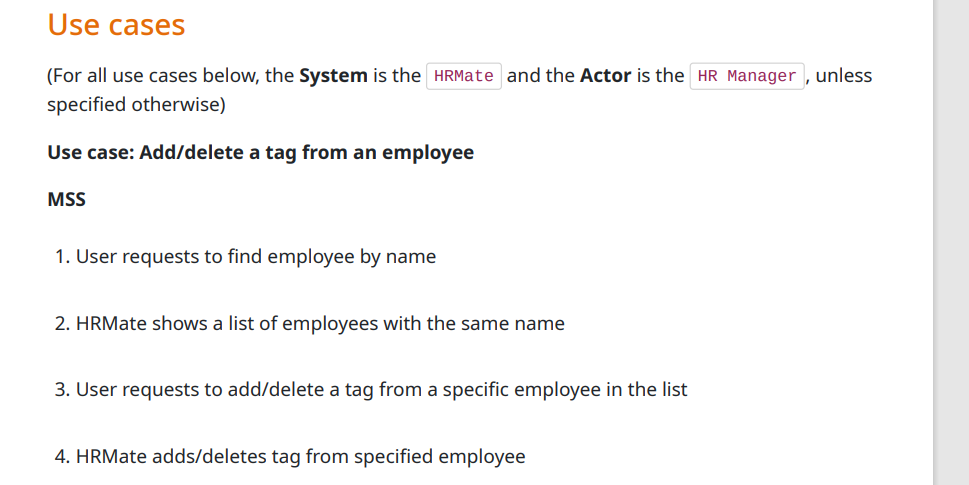 Use cases
(For all use cases below, the System is the HRMate and the Actor is the HR Manager, unless
specified otherwise)
Use case: Add/delete a tag from an employee
MSS
1. User requests to find employee by name
2. HRMate shows a list of employees with the same name
3. User requests to add/delete a tag from a specific employee in the list
4. HRMate adds/deletes tag from specified employee